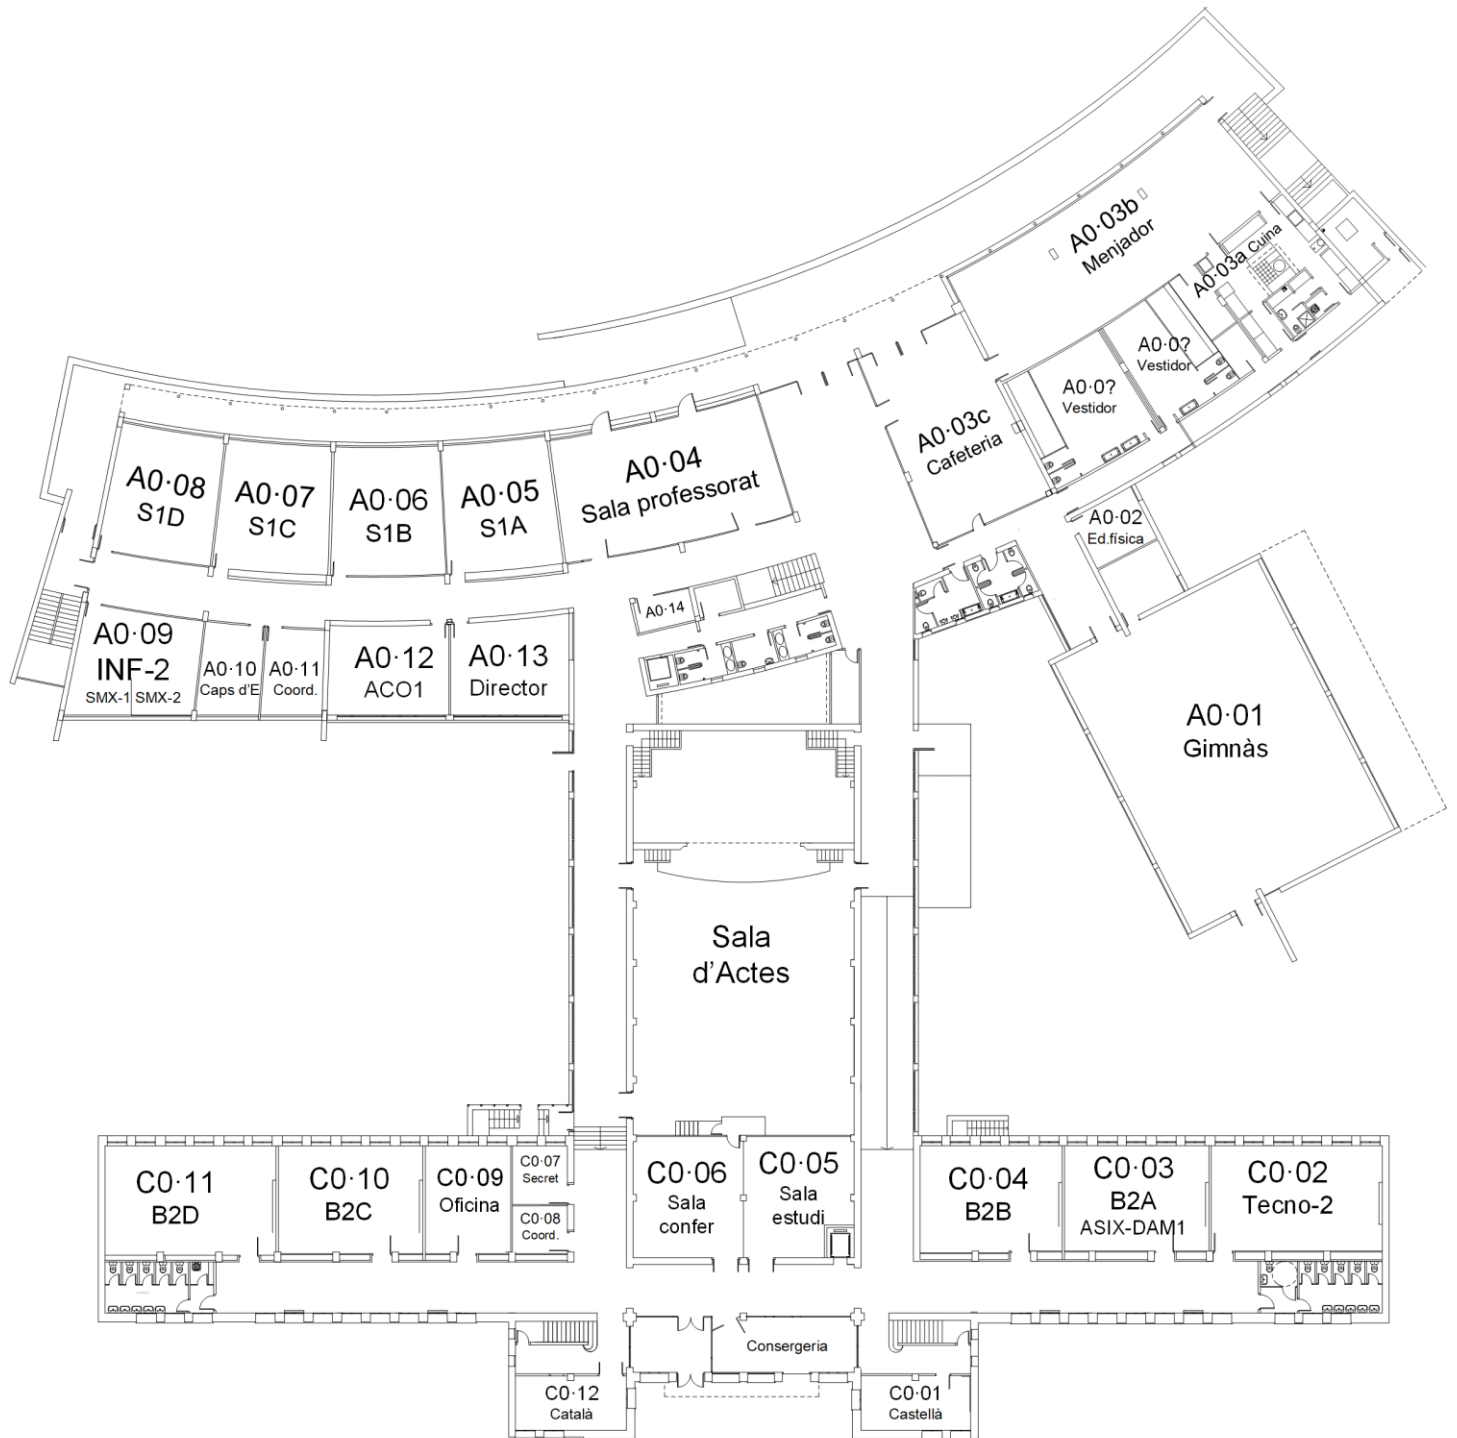 A0·03b
Menjador
A0·03a Cuina
A0·0?
Vestidor
A0·0?
Vestidor
A0·03c
Cafeteria
A0·04
Sala professorat
A0·05
S1A
A0·06
S1B
A0·07
S1C
A0·08
S1D
A0·02
Ed.física
A0·14
A0·09
INF-2
SMX-1 SMX-2
A0·10
Caps d'E
A0·11
Coord.
A0·12
ACO1
A0·13
Director
A0·01
Gimnàs
Sala
d'Actes
C0·11
B2D
C0·10
B2C
C0·09
Oficina
C0·07
Secret
C0·08
Coord.
C0·06
Sala
confer
C0·05
Sala
estudi
C0·04
B2B
C0·03
B2A
ASIX-DAM1
C0·02
Tecno-2
Consergeria
C0·12
Català
C0·01
Castellà